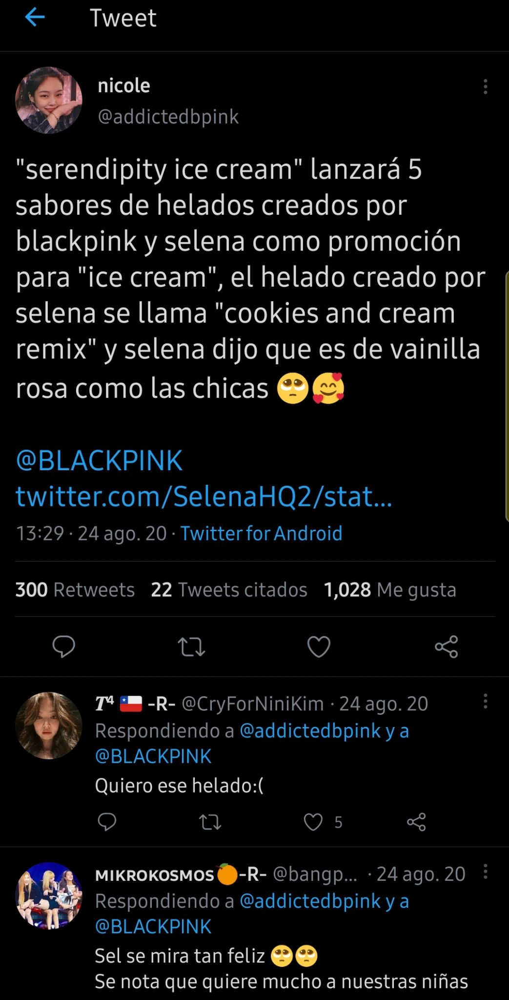 Tweet
nicole
@addictedbpink
"serendipity ice cream" lanzará 5
sabores de helados creados por
blackpink y selena como promoción
para "ice cream", el helado creado por
selena se llama "cookies and cream
remix" y selena dijo que es de vainilla
rosa como las chicas 🥺🥰
@BLACKPINK
twitter.com/SelenaHQ2/stat...
13:29 · 24 ago. 20 · Twitter for Android
300 Retweets 22 Tweets citados 1,028 Me gusta
T⁴ 🇨🇱 -R- @CryForNiniKim · 24 ago. 20
Respondiendo a @addictedbpink y a
@BLACKPINK
Quiero ese helado:(
5
ᴍɪᴋʀᴏᴋᴏsᴍᴏs🍊-R- @bangp... · 24 ago. 20
Respondiendo a @addictedbpink y a
@BLACKPINK
Sel se mira tan feliz 🥺🥺
Se nota que quiere mucho a nuestras niñas